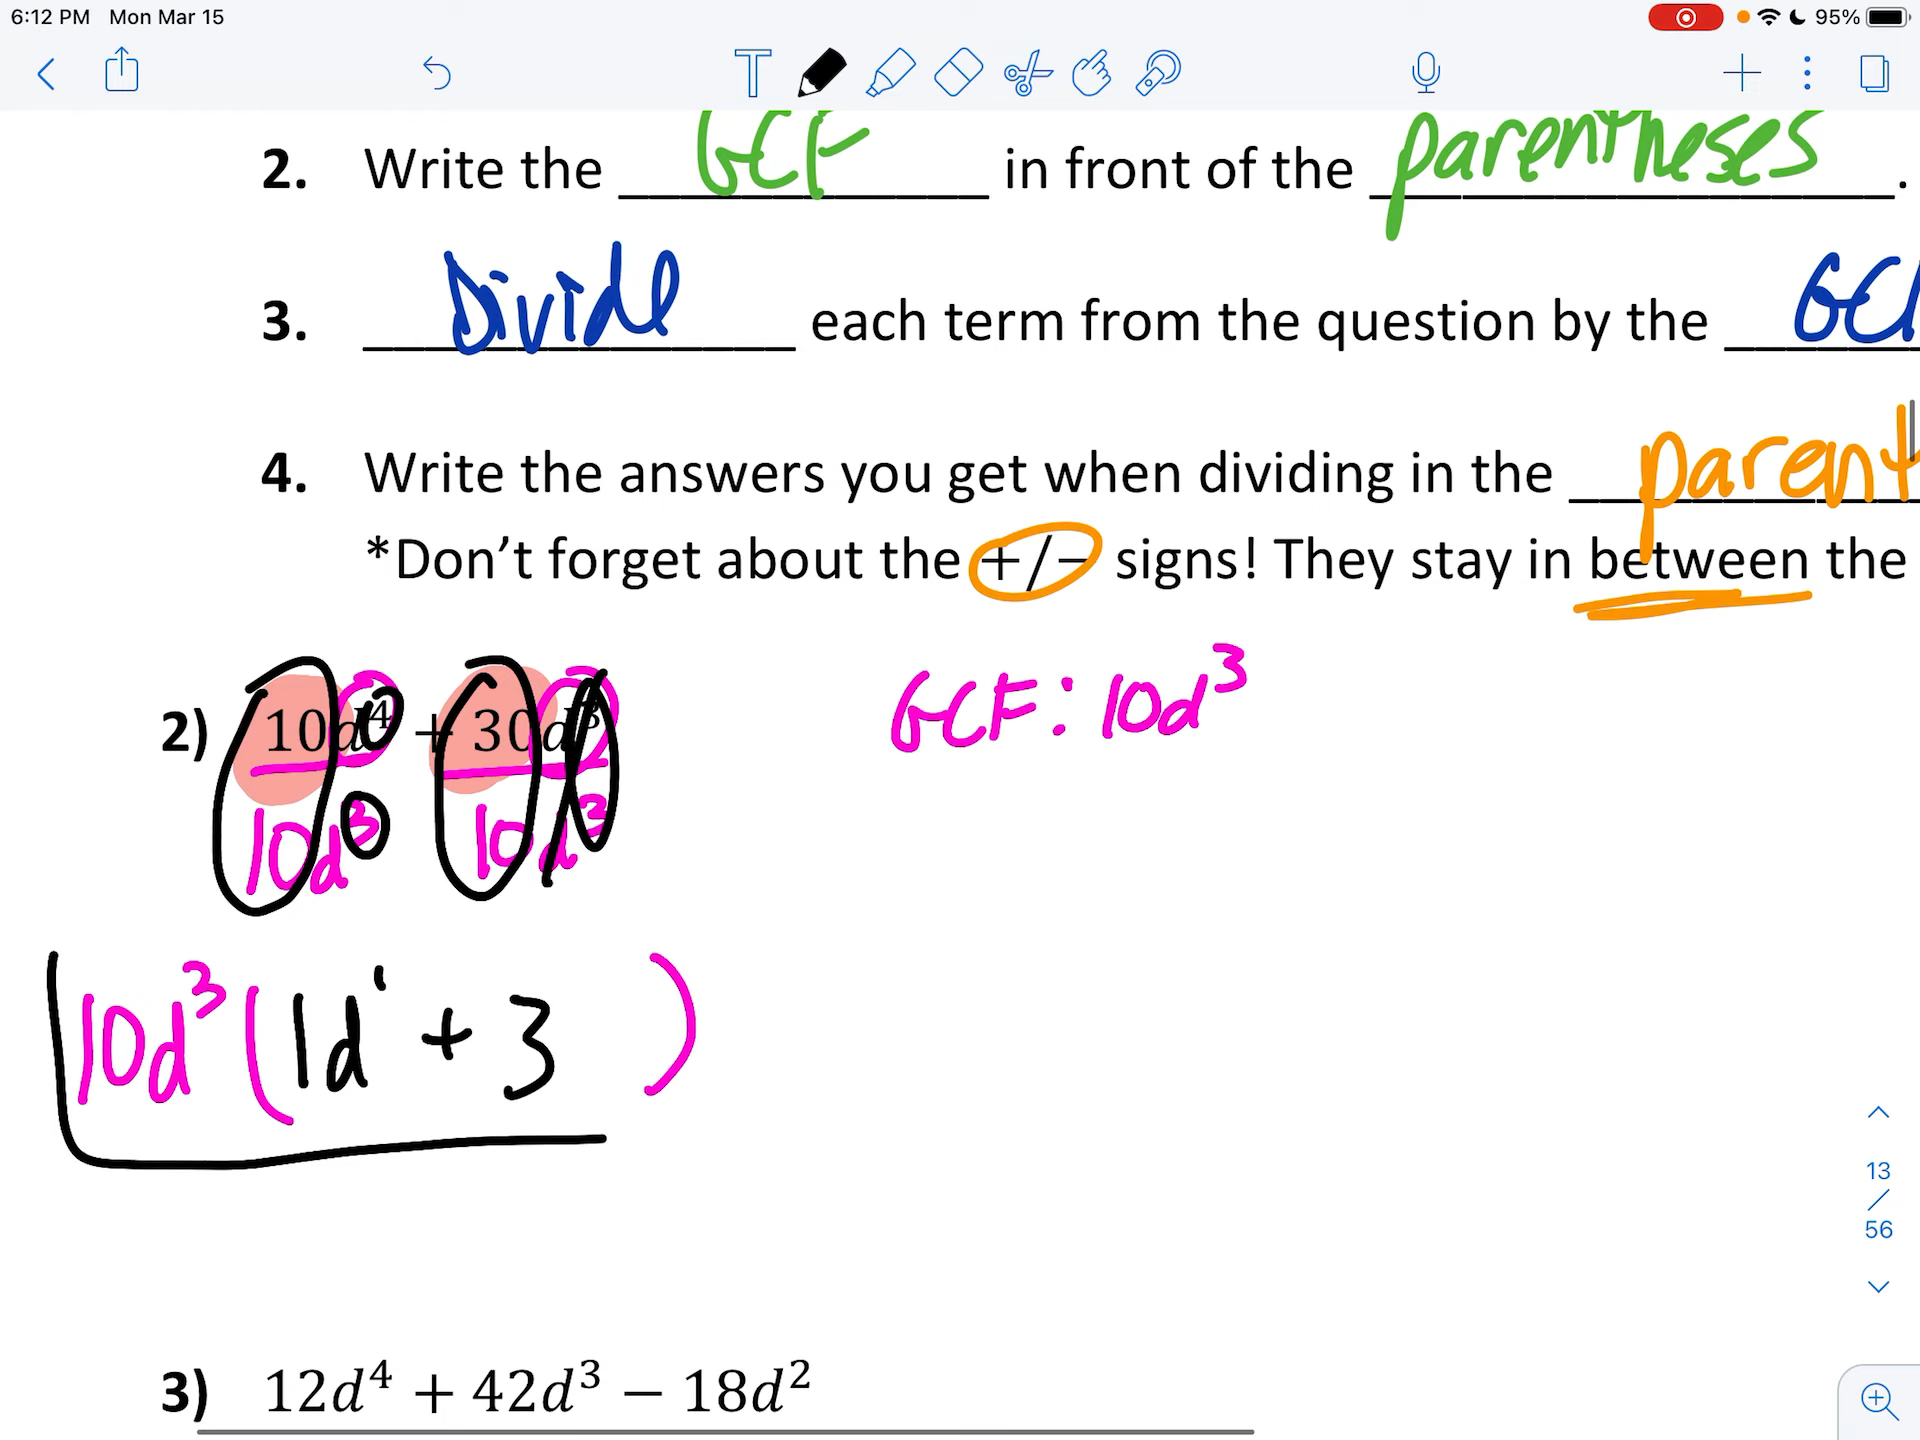 6:12 PM Mon Mar 15 95%
2. Write the GCF in front of the parentheses.
3. Divide each term from the question by the GC
4. Write the answers you get when dividing in the parent
*Don't forget about the +/− signs! They stay in between the
2) 10d⁴ + 30d³ GCF: 10d³
10d³ 10d³
10d³(1d¹ + 3 )
13
/
56
3) 12d⁴ + 42d³ − 18d²